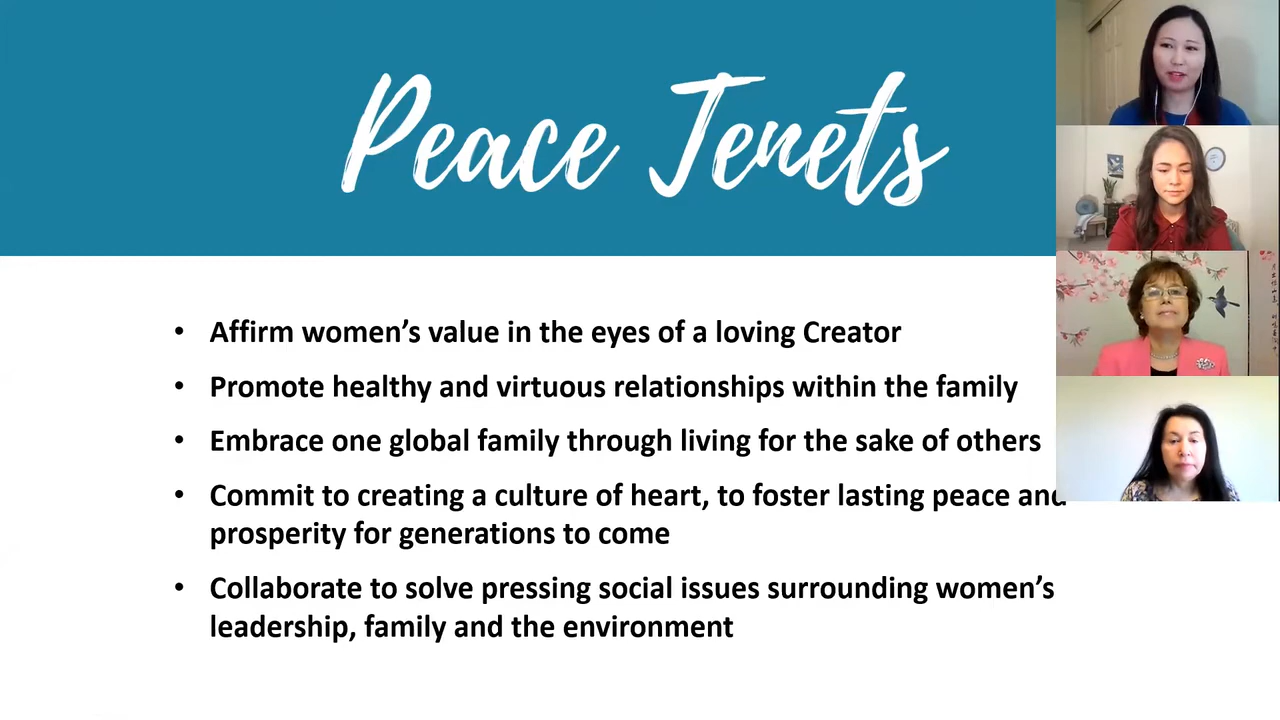 Peace Tenets
• Affirm women’s value in the eyes of a loving Creator
• Promote healthy and virtuous relationships within the family
• Embrace one global family through living for the sake of others
• Commit to creating a culture of heart, to foster lasting peace and
prosperity for generations to come
• Collaborate to solve pressing social issues surrounding women’s
leadership, family and the environment